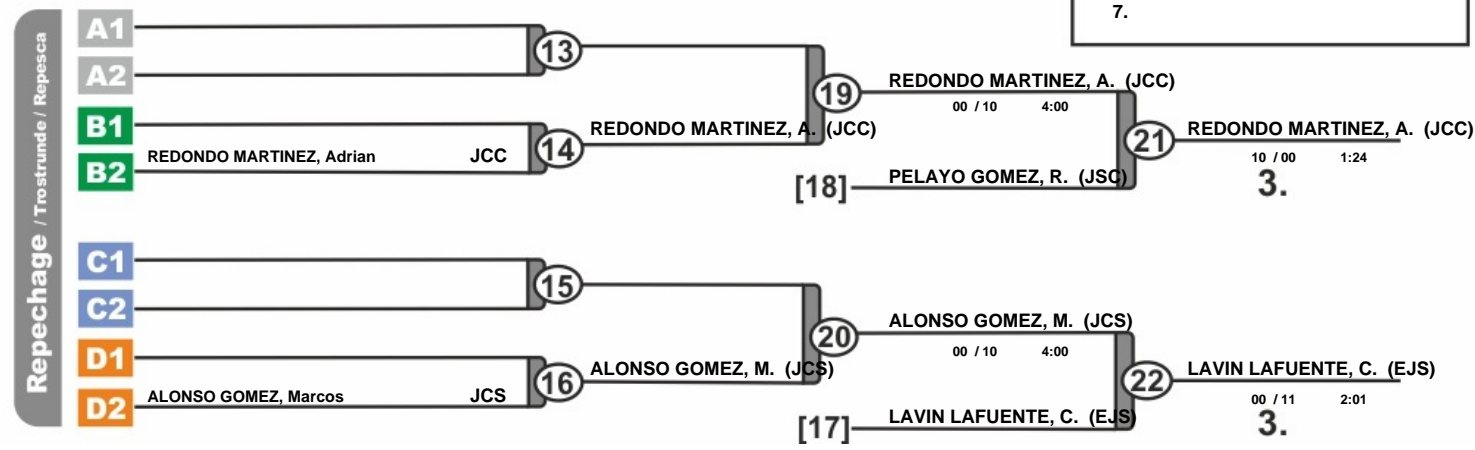 7.
Repechage / Trostrunde / Repesca
A1
13
A2
REDONDO MARTINEZ, A. (JCC)
19
00 / 10 4:00
B1
REDONDO MARTINEZ, A. (JCC)
REDONDO MARTINEZ, A. (JCC)
14
21
REDONDO MARTINEZ, Adrian JCC
10 / 00 1:24
B2
[18]
PELAYO GOMEZ, R. (JSC)
3.
C1
15
C2
ALONSO GOMEZ, M. (JCS)
20
00 / 10 4:00
D1
ALONSO GOMEZ, M. (JCS)
LAVIN LAFUENTE, C. (EJS)
16
22
ALONSO GOMEZ, Marcos JCS
00 / 11 2:01
D2
[17]
LAVIN LAFUENTE, C. (EJS)
3.